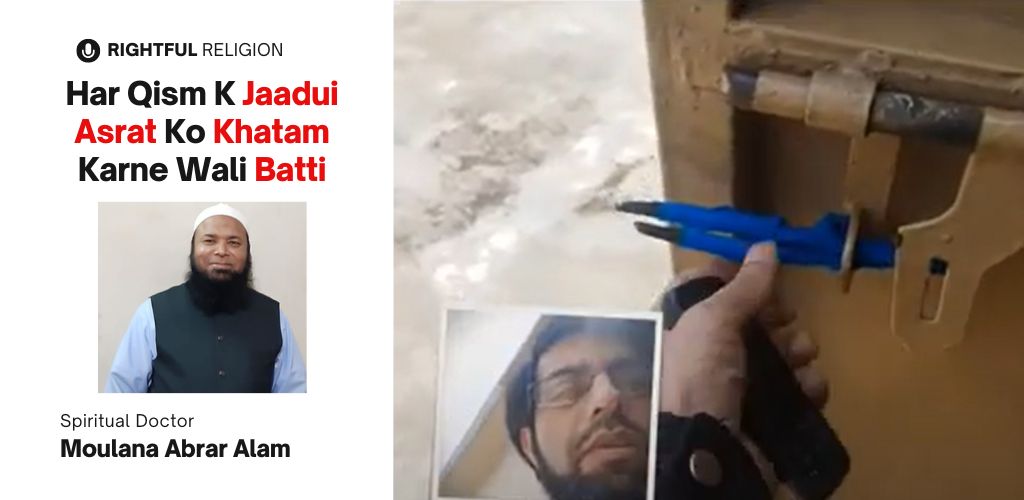 RIGHTFUL RELIGION
Har Qism K Jaadui
Asrat Ko Khatam
Karne Wali Batti
Spiritual Doctor
Moulana Abrar Alam